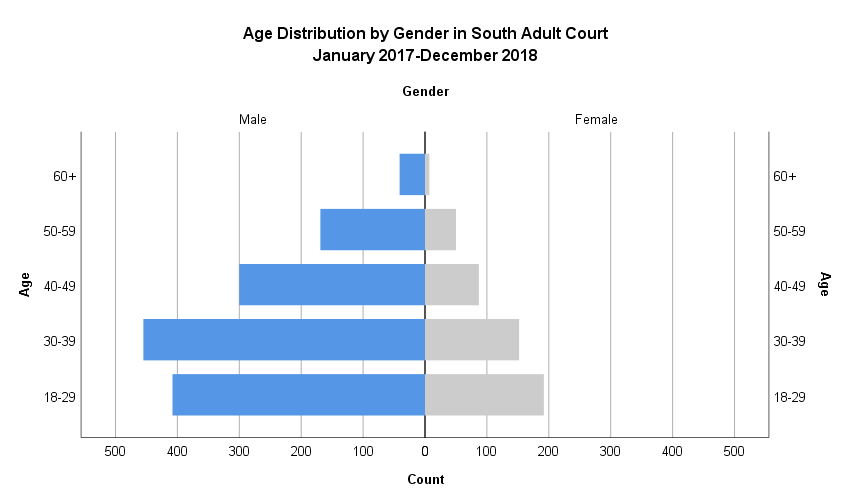 Age Distribution by Gender in South Adult Court
January 2017-December 2018
Gender
Male Female
60+ 60+
50-59 50-59
40-49 40-49
Age Age
30-39 30-39
18-29 18-29
500 400 300 200 100 0 100 200 300 400 500
Count